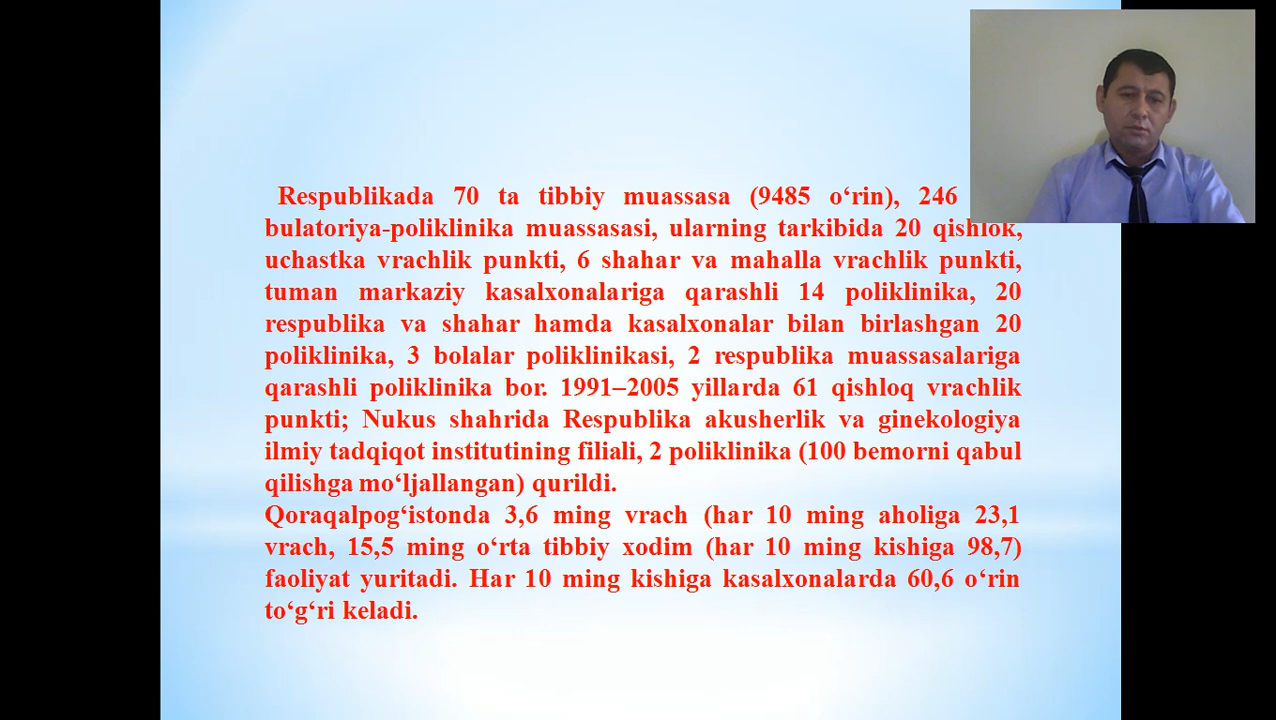 Respublikada 70 ta tibbiy muassasa (9485 o‘rin), 246
bulatoriya-poliklinika muassasasi, ularning tarkibida 20 qishlok,
uchastka vrachlik punkti, 6 shahar va mahalla vrachlik punkti,
tuman markaziy kasalxonalariga qarashli 14 poliklinika, 20
respublika va shahar hamda kasalxonalar bilan birlashgan 20
poliklinika, 3 bolalar poliklinikasi, 2 respublika muassasalariga
qarashli poliklinika bor. 1991–2005 yillarda 61 qishloq vrachlik
punkti; Nukus shahrida Respublika akusherlik va ginekologiya
ilmiy tadqiqot institutining filiali, 2 poliklinika (100 bemorni qabul
qilishga mo‘ljallangan) qurildi.
Qoraqalpog‘istonda 3,6 ming vrach (har 10 ming aholiga 23,1
vrach, 15,5 ming o‘rta tibbiy xodim (har 10 ming kishiga 98,7)
faoliyat yuritadi. Har 10 ming kishiga kasalxonalarda 60,6 o‘rin
to‘g‘ri keladi.